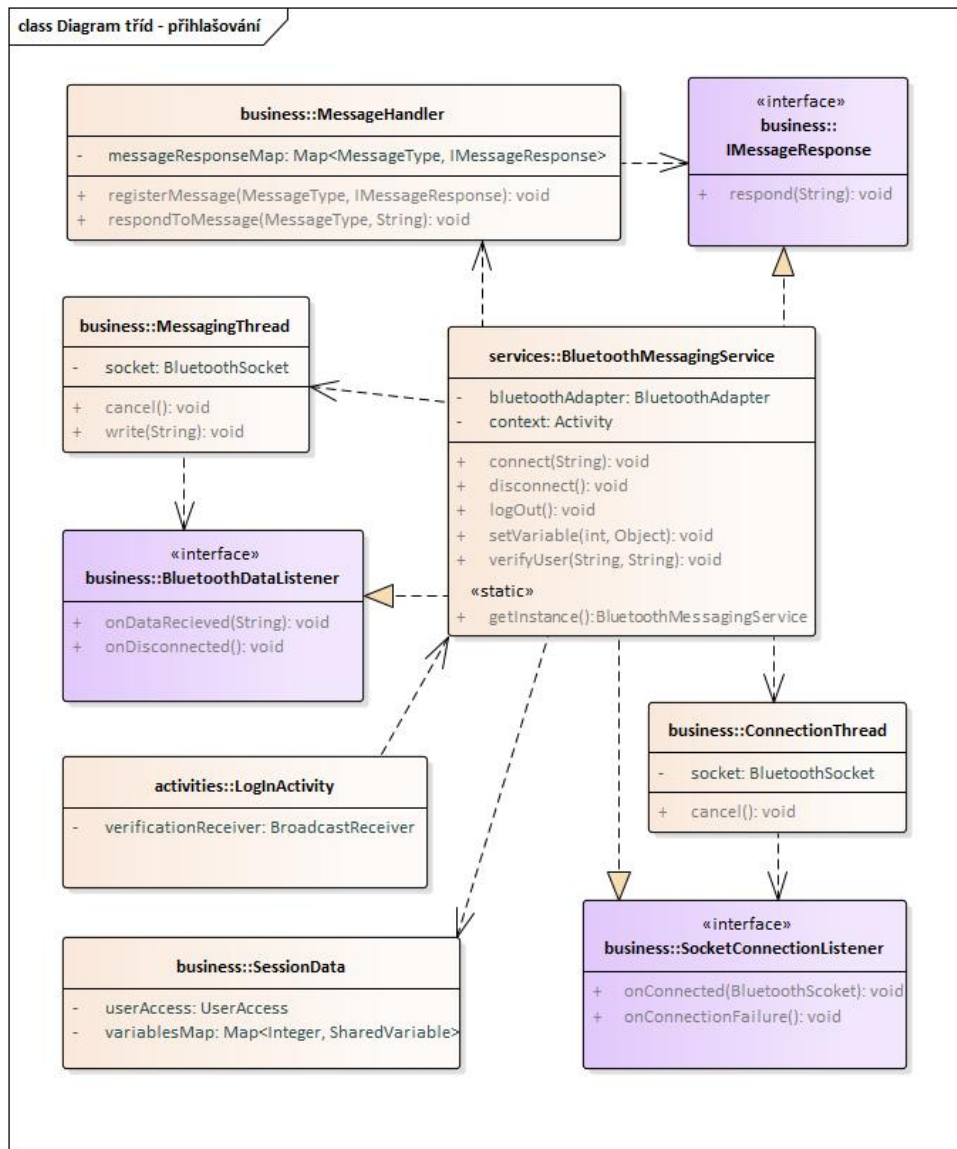 class Diagram tříd - přihlašování
business::MessageHandler
- messageResponseMap: Map<MessageType, IMessageResponse>
+ registerMessage(MessageType, IMessageResponse): void
+ respondToMessage(MessageType, String): void
«interface»
business::
IMessageResponse
+ respond(String): void
business::MessagingThread
- socket: BluetoothSocket
+ cancel(): void
+ write(String): void
services::BluetoothMessagingService
- bluetoothAdapter: BluetoothAdapter
- context: Activity
+ connect(String): void
+ disconnect(): void
+ logOut(): void
+ setVariable(int, Object): void
+ verifyUser(String, String): void
«static»
+ getInstance():BluetoothMessagingService
«interface»
business::BluetoothDataListener
+ onDataRecieved(String): void
+ onDisconnected(): void
business::ConnectionThread
- socket: BluetoothSocket
+ cancel(): void
activities::LogInActivity
- verificationReceiver: BroadcastReceiver
«interface»
business::SocketConnectionListener
+ onConnected(BluetoothScoket): void
+ onConnectionFailure(): void
business::SessionData
- userAccess: UserAccess
- variablesMap: Map<Integer, SharedVariable>